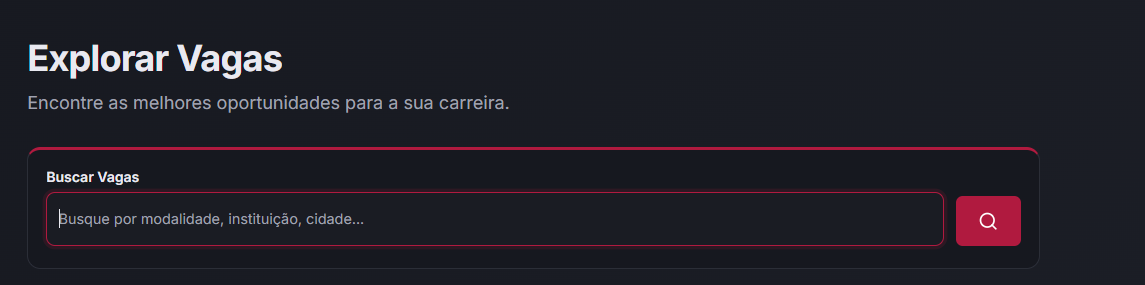 Explorar Vagas
Encontre as melhores oportunidades para a sua carreira.
Buscar Vagas
Busque por modalidade, instituição, cidade...